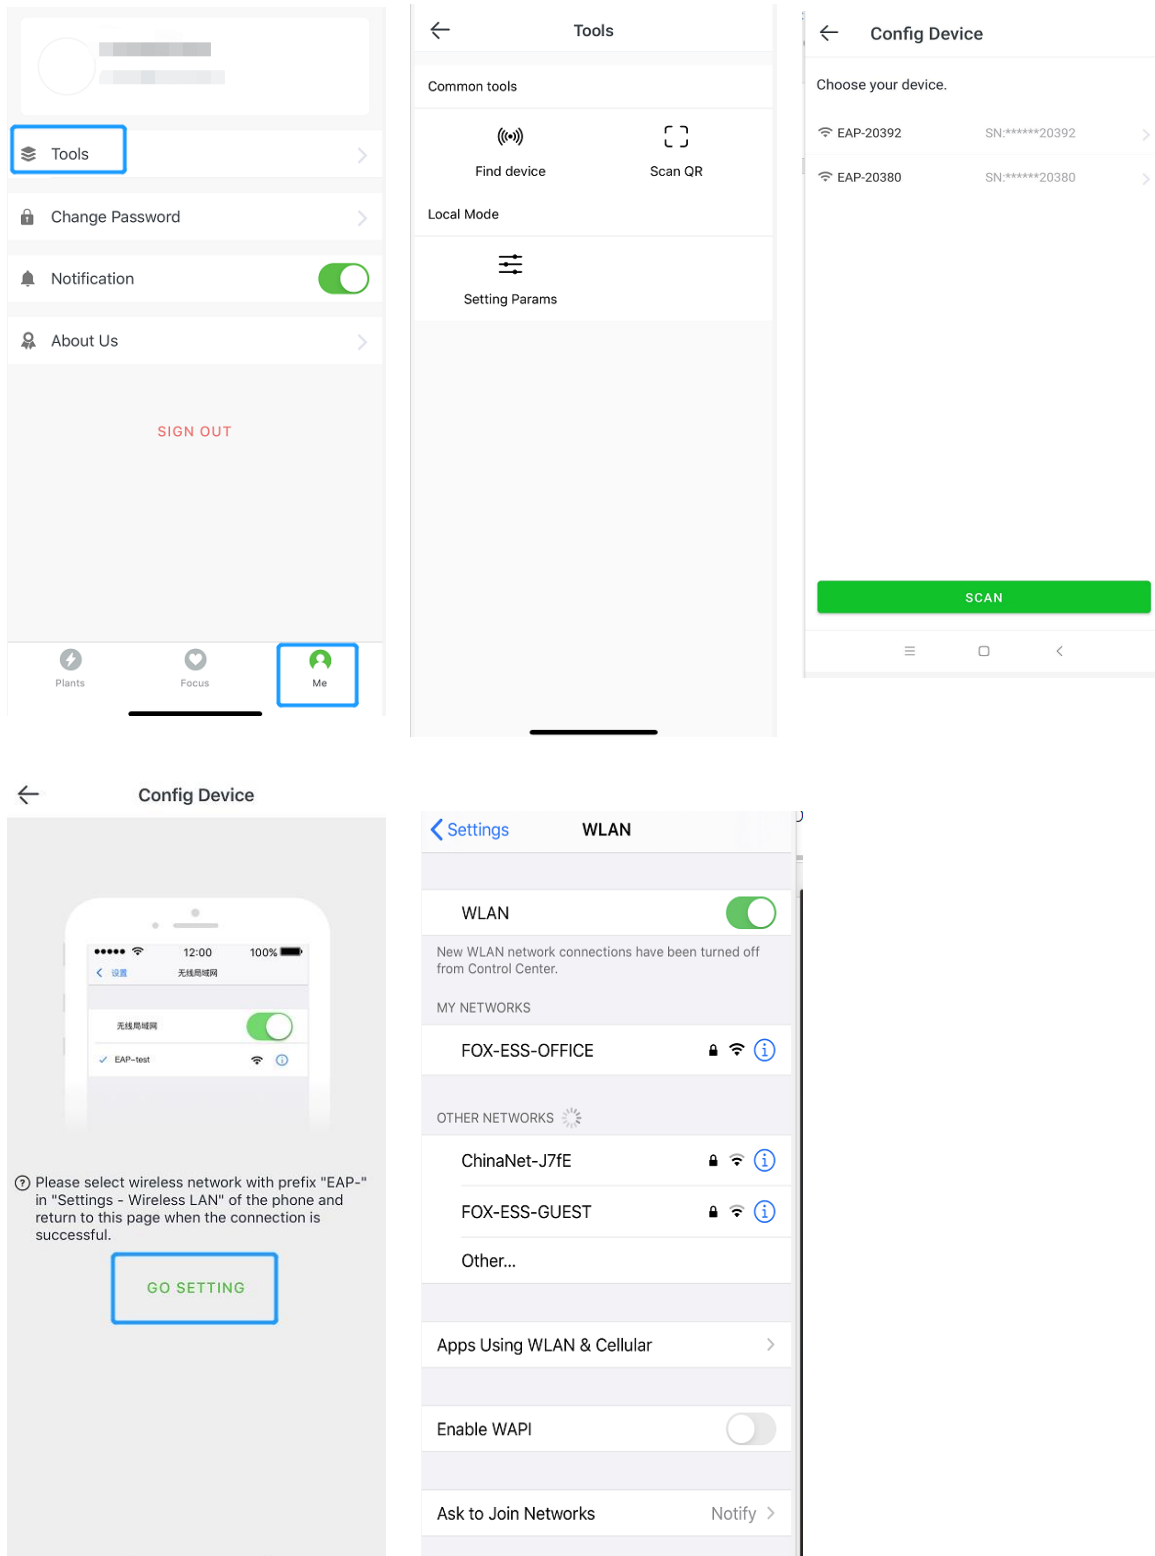 Tools
Change Password
Notification
About Us
SIGN OUT
Plants
Focus
Me
Tools
Common tools
Find device
Scan QR
Local Mode
Setting Params
Config Device
Choose your device.
EAP-20392 SN:******20392
EAP-20380 SN:******20380
SCAN
Config Device
12:00 100%
设置 无线局域网
无线局域网
EAP-test
Please select wireless network with prefix "EAP-"
in "Settings - Wireless LAN" of the phone and
return to this page when the connection is
successful.
GO SETTING
Settings WLAN
WLAN
New WLAN network connections have been turned off
from Control Center.
MY NETWORKS
FOX-ESS-OFFICE
OTHER NETWORKS
ChinaNet-J7fE
FOX-ESS-GUEST
Other...
Apps Using WLAN & Cellular
Enable WAPI
Ask to Join Networks Notify